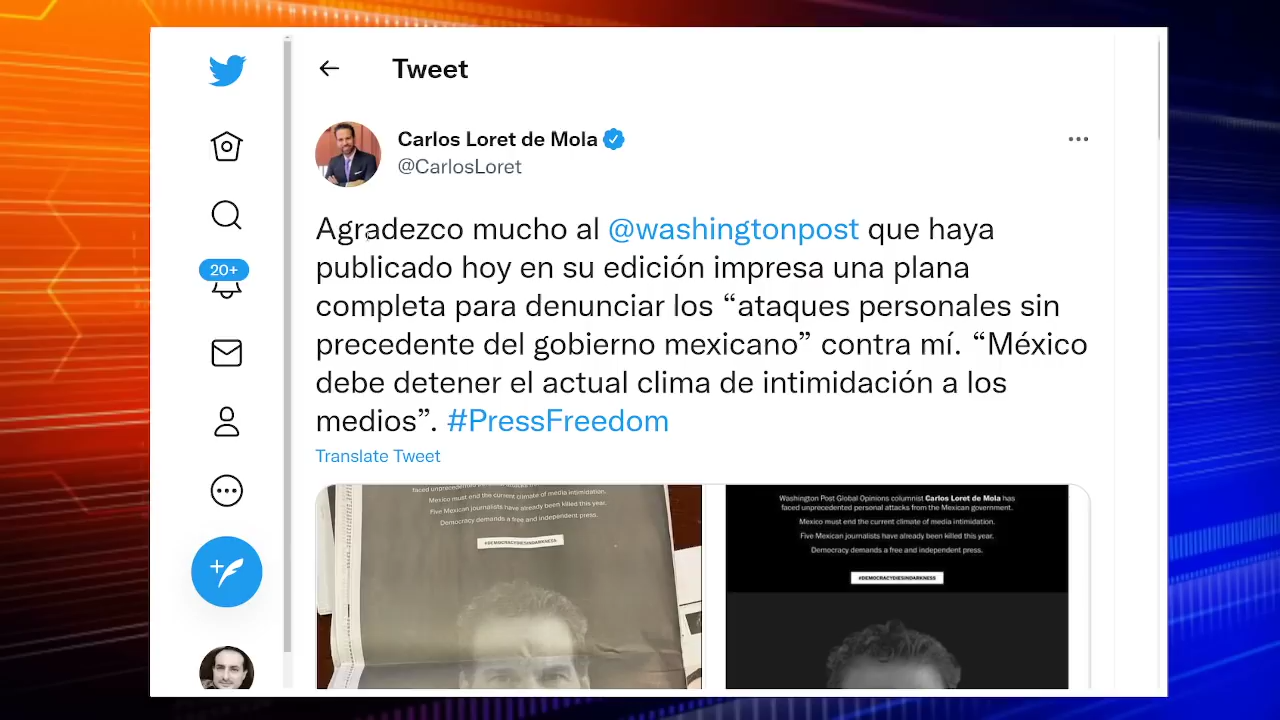 Tweet
Carlos Loret de Mola
@CarlosLoret
Agradezco mucho al @washingtonpost que haya
publicado hoy en su edición impresa una plana
completa para denunciar los “ataques personales sin
precedente del gobierno mexicano” contra mí. “México
debe detener el actual clima de intimidación a los
medios”. #PressFreedom
Translate Tweet
20+
Mexico must end the current climate of media intimidation.
Five Mexican journalists have already been killed this year.
Democracy demands a free and independent press.
#DEMOCRACYDIESINDARKNESS
Washington Post Global Opinions columnist Carlos Loret de Mola has
faced unprecedented personal attacks from the Mexican government.
Mexico must end the current climate of media intimidation.
Five Mexican journalists have already been killed this year.
Democracy demands a free and independent press.
#DEMOCRACYDIESINDARKNESS